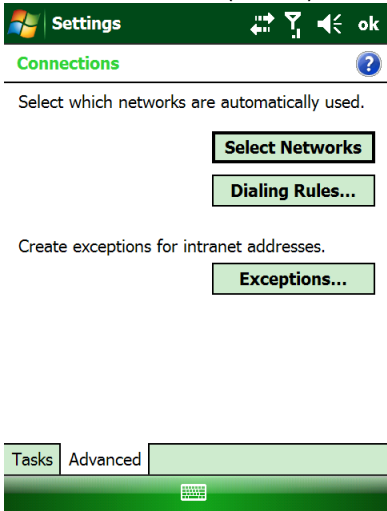 Settings ok
Connections ?
Select which networks are automatically used.
Select Networks
Dialing Rules...
Create exceptions for intranet addresses.
Exceptions...
Tasks Advanced